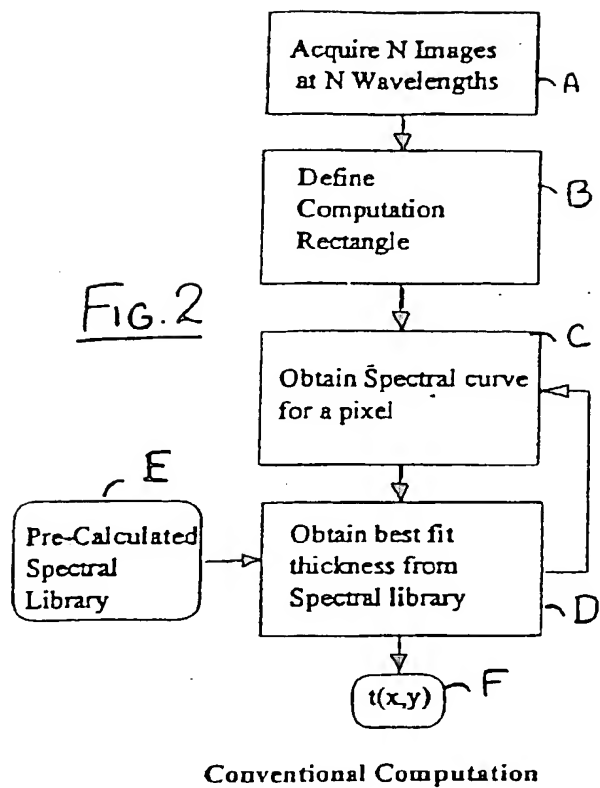 Acquire N Images
at N Wavelengths
A
Define
Computation
Rectangle
B
FIG. 2
C
Obtain Spectral curve
for a pixel
E
Pre-Calculated
Spectral
Library
Obtain best fit
thickness from
Spectral library
D
t(x,y)
F
Conventional Computation